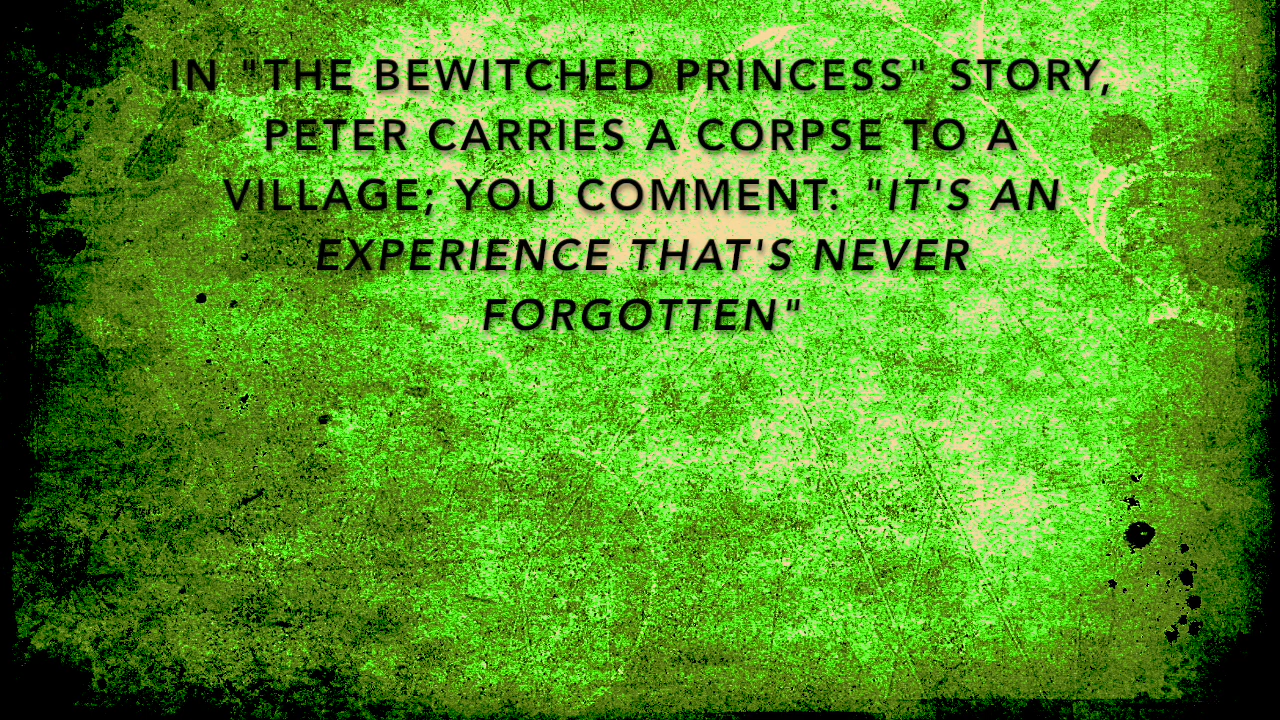 IN "THE BEWITCHED PRINCESS" STORY,
PETER CARRIES A CORPSE TO A
VILLAGE; YOU COMMENT: "IT'S AN
EXPERIENCE THAT'S NEVER
FORGOTTEN"